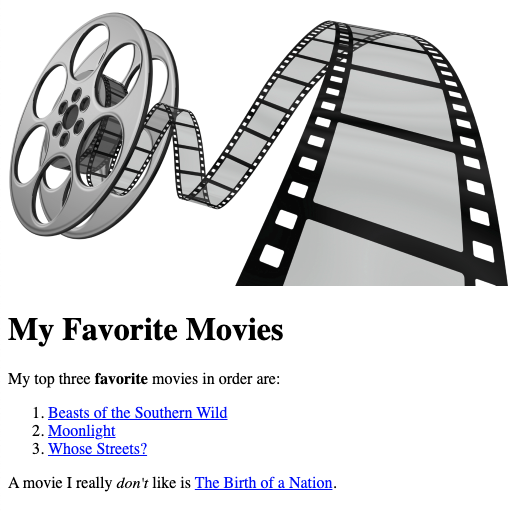 My Favorite Movies
My top three favorite movies in order are:
1. Beasts of the Southern Wild
2. Moonlight
3. Whose Streets?
A movie I really don't like is The Birth of a Nation.